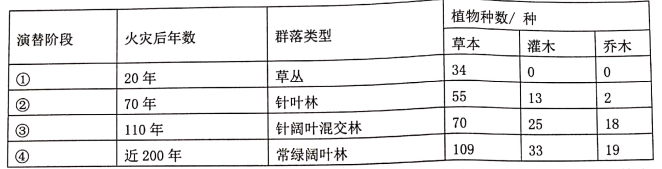 演替阶段 火灾后年数 群落类型 植物种数/ 种
草本 灌木 乔木
① 20 年 草丛 34 0 0
② 70 年 针叶林 55 13 2
③ 110 年 针阔叶混交林 70 25 18
④ 近 200 年 常绿阔叶林 109 33 19